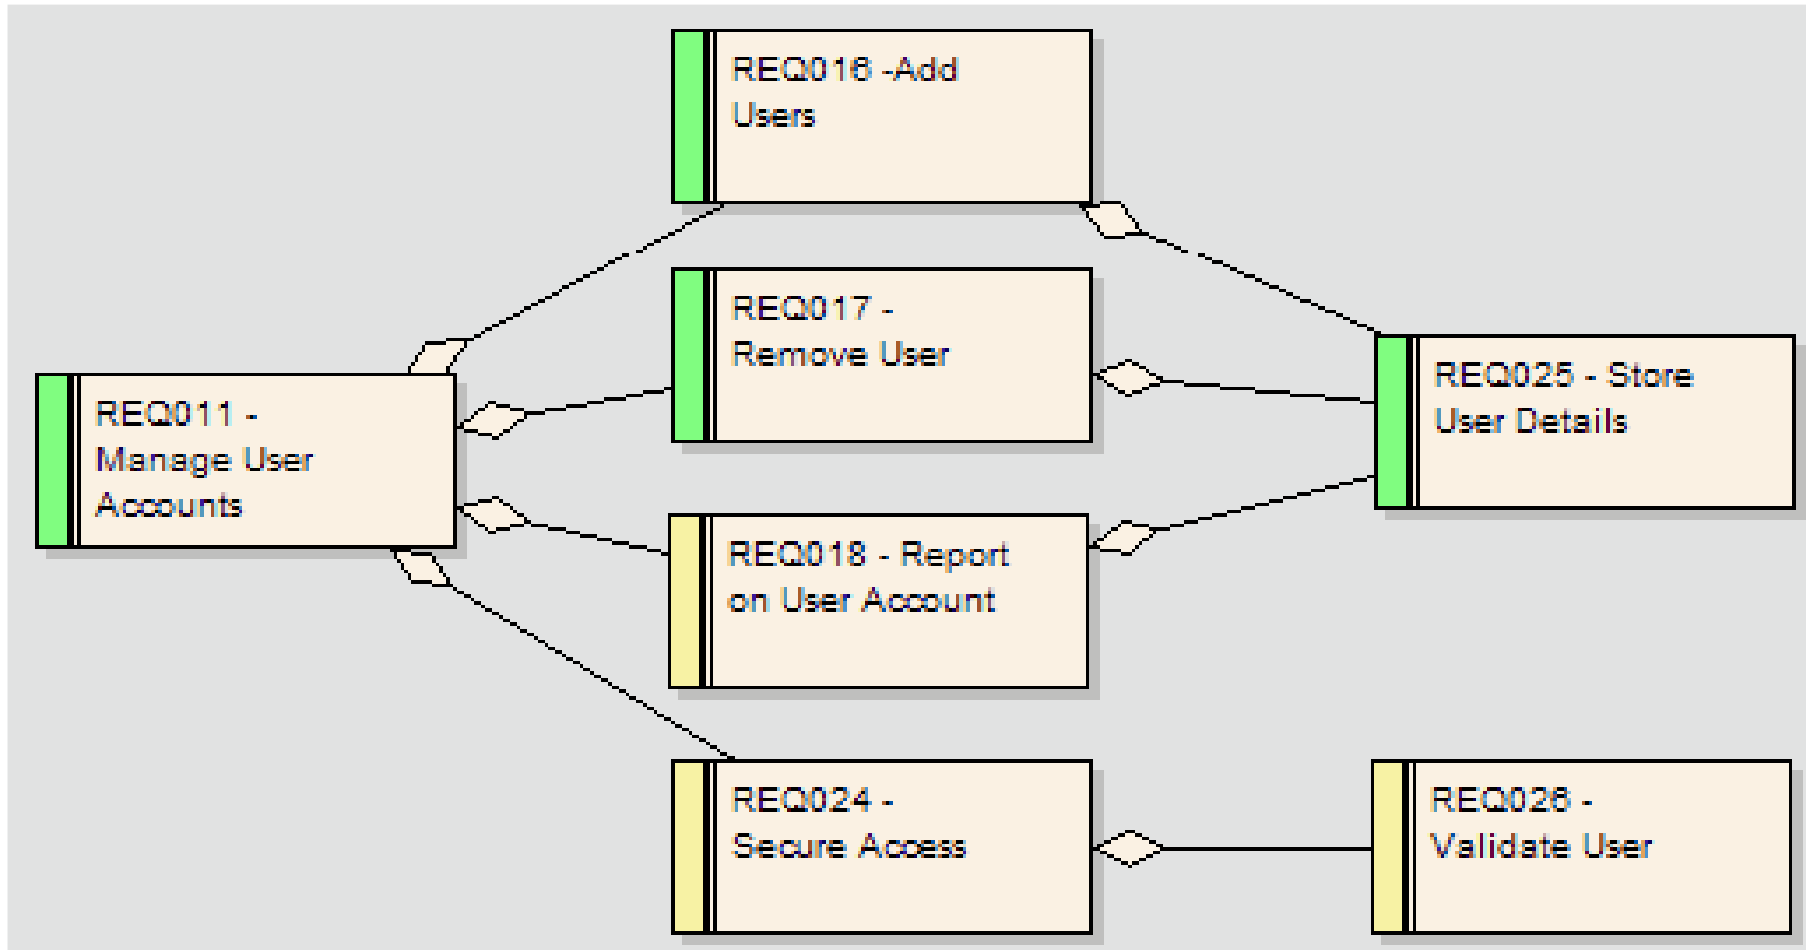 REQ016 -Add
Users
REQ017 -
Remove User
REQ025 - Store
User Details
REQ011 -
Manage User
Accounts
REQ018 - Report
on User Account
REQ024 -
Secure Access
REQ026 -
Validate User